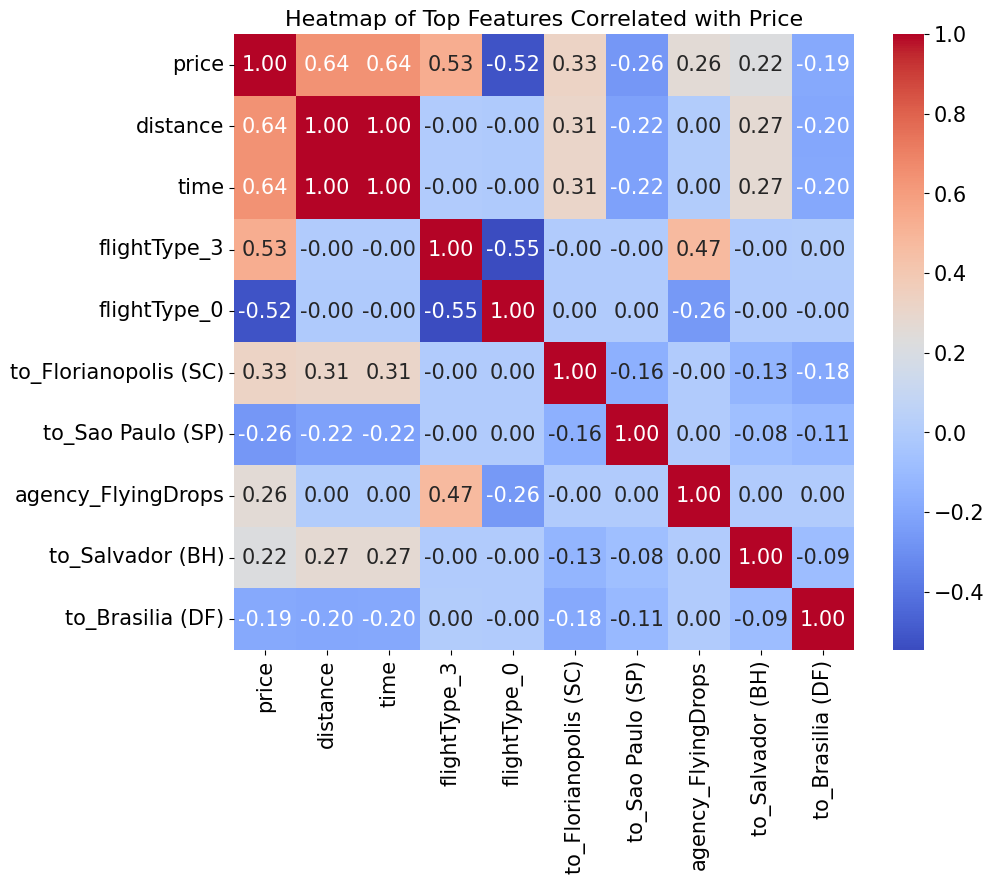 Heatmap of Top Features Correlated with Price
price 1.00 0.64 0.64 0.53 -0.52 0.33 -0.26 0.26 0.22 -0.19
distance 0.64 1.00 1.00 -0.00 -0.00 0.31 -0.22 0.00 0.27 -0.20
time 0.64 1.00 1.00 -0.00 -0.00 0.31 -0.22 0.00 0.27 -0.20
flightType_3 0.53 -0.00 -0.00 1.00 -0.55 -0.00 -0.00 0.47 -0.00 0.00
flightType_0 -0.52 -0.00 -0.00 -0.55 1.00 0.00 0.00 -0.26 -0.00 -0.00
to_Florianopolis (SC) 0.33 0.31 0.31 -0.00 0.00 1.00 -0.16 -0.00 -0.13 -0.18
to_Sao Paulo (SP) -0.26 -0.22 -0.22 -0.00 0.00 -0.16 1.00 0.00 -0.08 -0.11
agency_FlyingDrops 0.26 0.00 0.00 0.47 -0.26 -0.00 0.00 1.00 0.00 0.00
to_Salvador (BH) 0.22 0.27 0.27 -0.00 -0.00 -0.13 -0.08 0.00 1.00 -0.09
to_Brasilia (DF) -0.19 -0.20 -0.20 0.00 -0.00 -0.18 -0.11 0.00 -0.09 1.00
price
distance
time
flightType_3
flightType_0
to_Florianopolis (SC)
to_Sao Paulo (SP)
agency_FlyingDrops
to_Salvador (BH)
to_Brasilia (DF)
1.0
0.8
0.6
0.4
0.2
0.0
−0.2
−0.4